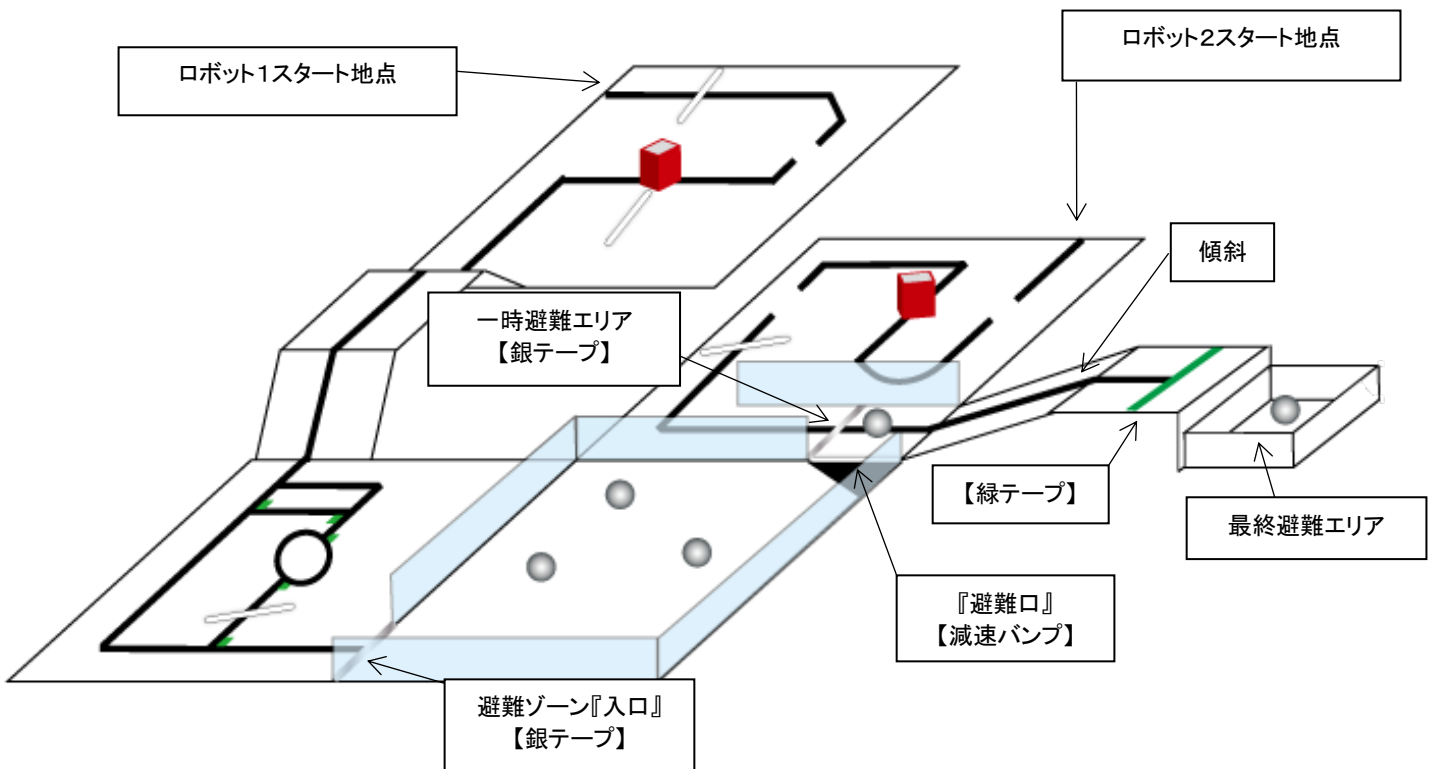 ロボット1スタート地点
ロボット2スタート地点
傾斜
一時避難エリア
【銀テープ】
【緑テープ】
最終避難エリア
『避難口』
【減速バンプ】
避難ゾーン『入口』
【銀テープ】